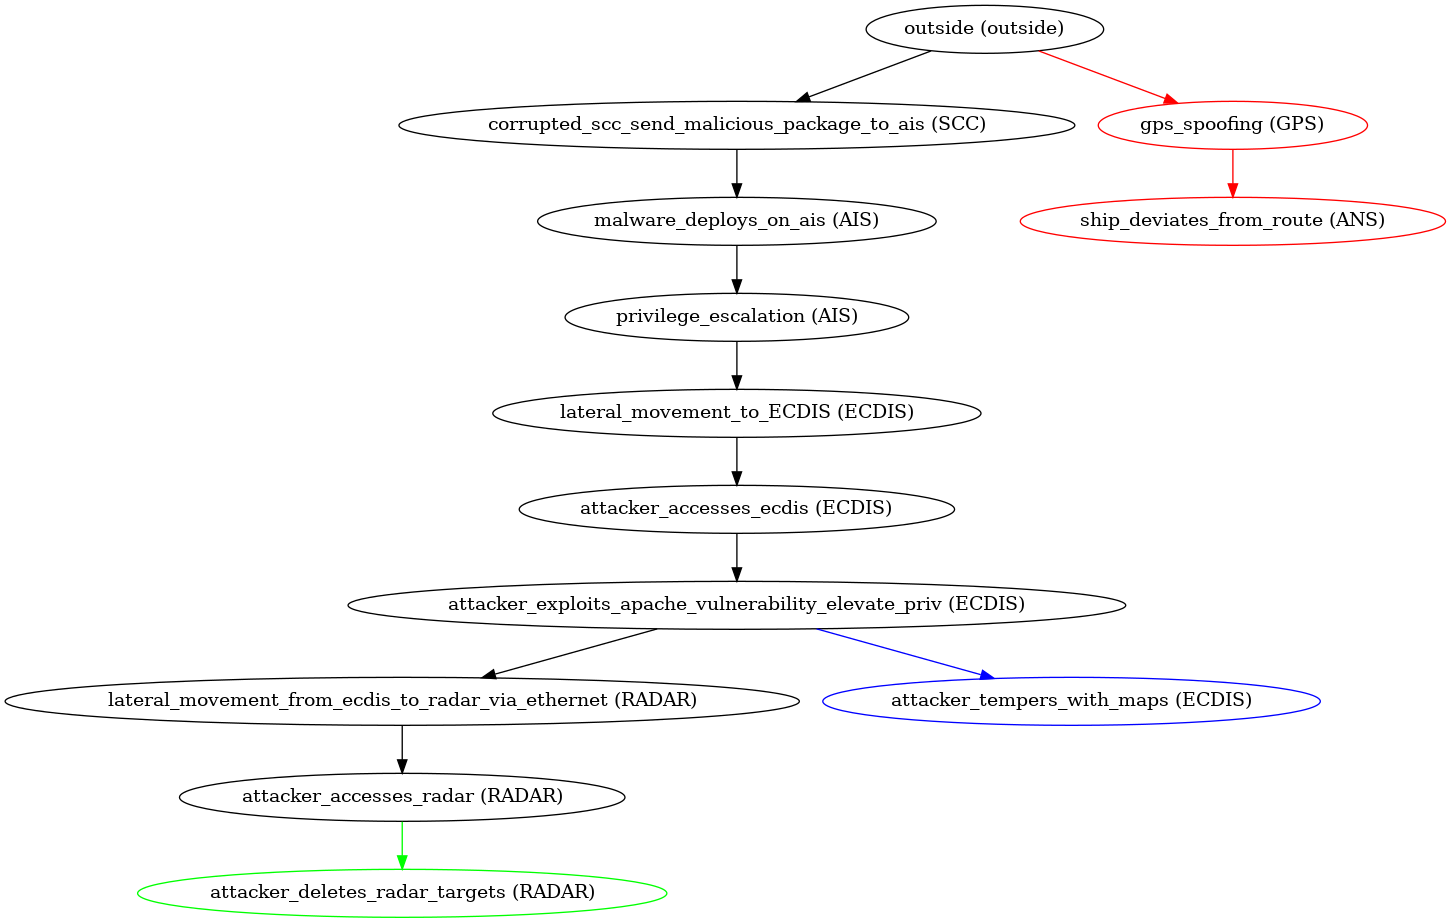 outside (outside)
corrupted_scc_send_malicious_package_to_ais (SCC)
gps_spoofing (GPS)
malware_deploys_on_ais (AIS)
ship_deviates_from_route (ANS)
privilege_escalation (AIS)
lateral_movement_to_ECDIS (ECDIS)
attacker_accesses_ecdis (ECDIS)
attacker_exploits_apache_vulnerability_elevate_priv (ECDIS)
lateral_movement_from_ecdis_to_radar_via_ethernet (RADAR)
attacker_tempers_with_maps (ECDIS)
attacker_accesses_radar (RADAR)
attacker_deletes_radar_targets (RADAR)